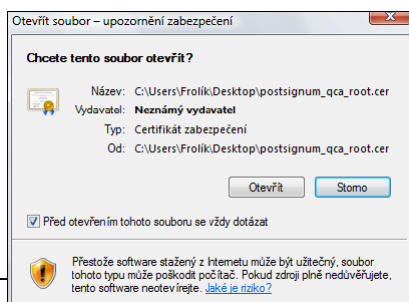 Otevřít soubor – upozornění zabezpečení
Chcete tento soubor otevřít?
Název: C:\Users\Frolík\Desktop\postsignum_qca_root.cer
Vydavatel: Neznámý vydavatel
Typ: Certifikát zabezpečení
Od: C:\Users\Frolík\Desktop\postsignum_qca_root.cer
Otevřít Storno
Před otevřením tohoto souboru se vždy dotázat
Přestože software stažený z Internetu může být užitečný, soubor
tohoto typu může poškodit počítač. Pokud zdroji plně nedůvěřujete,
tento software neotevírejte. Jaké je riziko?